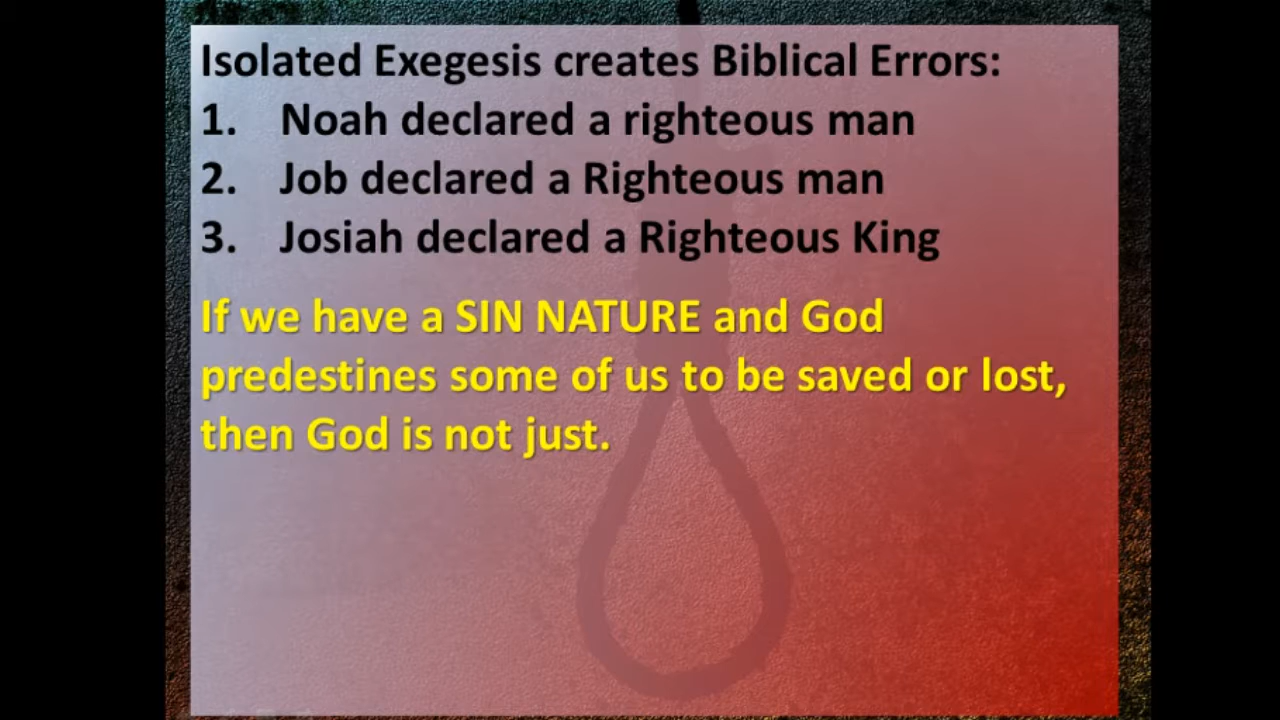 Isolated Exegesis creates Biblical Errors:
1. Noah declared a righteous man
2. Job declared a Righteous man
3. Josiah declared a Righteous King
If we have a SIN NATURE and God
predestines some of us to be saved or lost,
then God is not just.